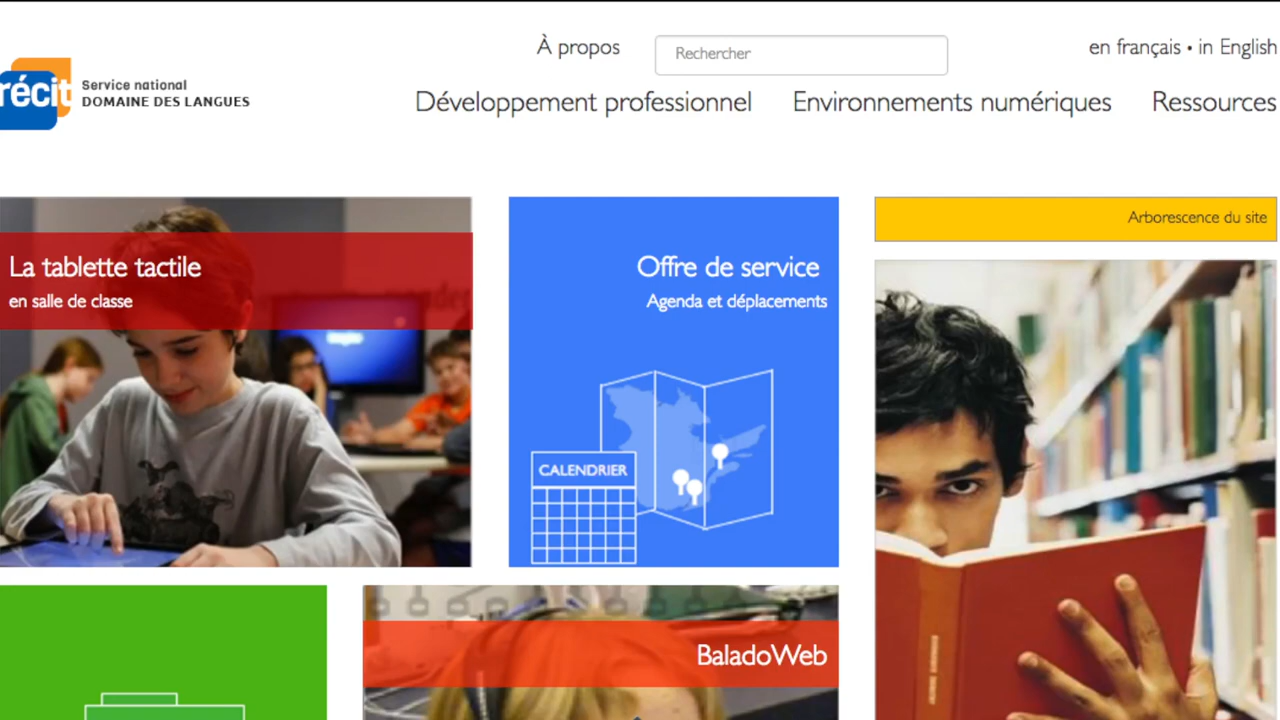 À propos
Rechercher
en français • in English
récit
Service national
DOMAINE DES LANGUES
Développement professionnel
Environnements numériques
Ressources
La tablette tactile
en salle de classe
Offre de service
Agenda et déplacements
CALENDRIER
Arborescence du site
BaladoWeb